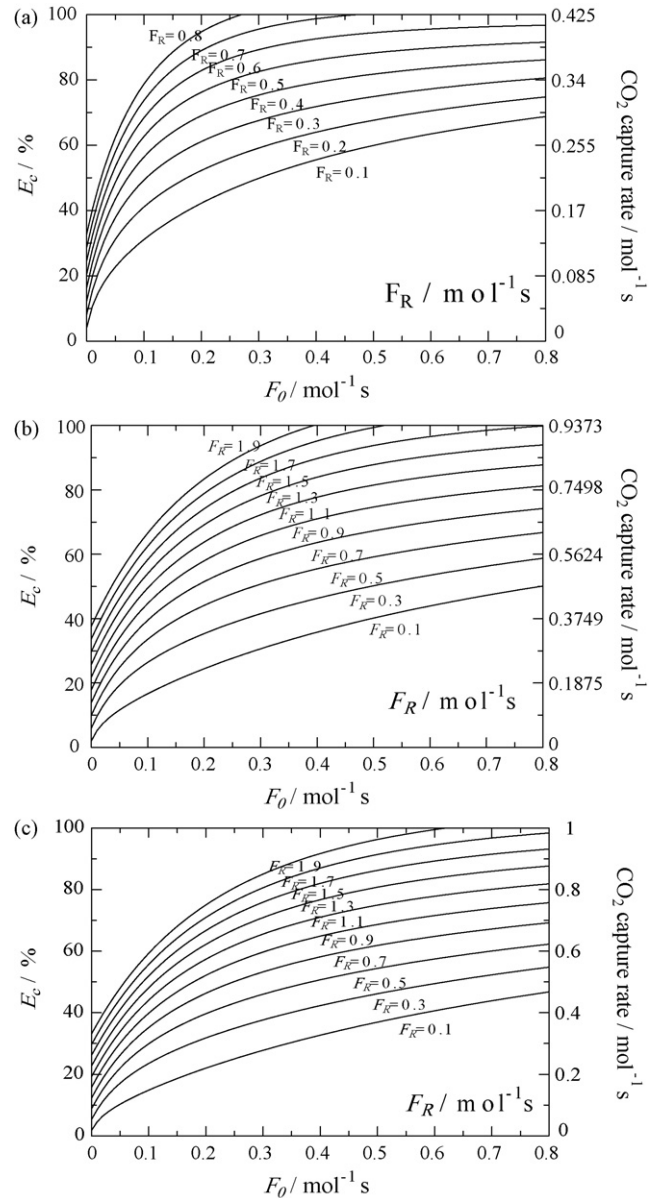 (a)
100
80
60
40
20
0
E_c / %
F_R=0.8
F_R=0.7
F_R=0.6
F_R=0.5
F_R=0.4
F_R=0.3
F_R=0.2
F_R=0.1
F_R / mol⁻¹s
0.425
0.34
0.255
0.17
0.085
0
CO₂ capture rate / mol⁻¹ s
0 0.1 0.2 0.3 0.4 0.5 0.6 0.7 0.8
F_0 / mol⁻¹ s
(b)
100
80
60
40
20
0
E_c / %
F_R=1.9
F_R=1.7
F_R=1.5
F_R=1.3
F_R=1.1
F_R=0.9
F_R=0.7
F_R=0.5
F_R=0.3
F_R=0.1
F_R / mol⁻¹s
0.9373
0.7498
0.5624
0.3749
0.1875
0
CO₂ capture rate / mol⁻¹ s
0 0.1 0.2 0.3 0.4 0.5 0.6 0.7 0.8
F_0 / mol⁻¹ s
(c)
100
80
60
40
20
0
E_c / %
F_R=1.9
F_R=1.7
F_R=1.5
F_R=1.3
F_R=1.1
F_R=0.9
F_R=0.7
F_R=0.5
F_R=0.3
F_R=0.1
F_R / mol⁻¹s
1
0.8
0.6
0.4
0.2
0
CO₂ capture rate / mol⁻¹ s
0 0.1 0.2 0.3 0.4 0.5 0.6 0.7 0.8
F_0 / mol⁻¹ s